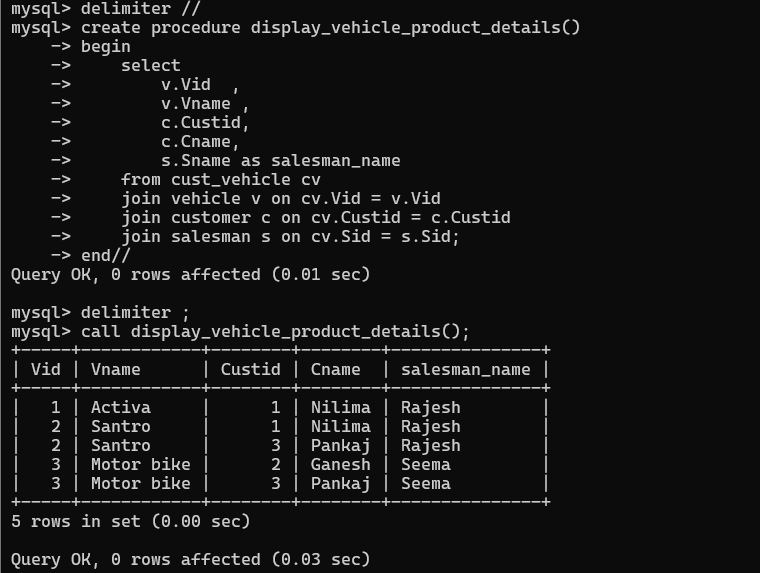 mysql> delimiter //
mysql> create procedure display_vehicle_product_details()
    -> begin
    ->     select
    ->         v.Vid  ,
    ->         v.Vname ,
    ->         c.Custid,
    ->         c.Cname,
    ->         s.Sname as salesman_name
    ->     from cust_vehicle cv
    ->     join vehicle v on cv.Vid = v.Vid
    ->     join customer c on cv.Custid = c.Custid
    ->     join salesman s on cv.Sid = s.Sid;
    -> end//
Query OK, 0 rows affected (0.01 sec)

mysql> delimiter ;
mysql> call display_vehicle_product_details();
+-----+------------+--------+--------+---------------+
| Vid | Vname      | Custid | Cname  | salesman_name |
+-----+------------+--------+--------+---------------+
|   1 | Activa     |      1 | Nilima | Rajesh        |
|   2 | Santro     |      1 | Nilima | Rajesh        |
|   2 | Santro     |      3 | Pankaj | Rajesh        |
|   3 | Motor bike |      2 | Ganesh | Seema         |
|   3 | Motor bike |      3 | Pankaj | Seema         |
+-----+------------+--------+--------+---------------+
5 rows in set (0.00 sec)

Query OK, 0 rows affected (0.03 sec)